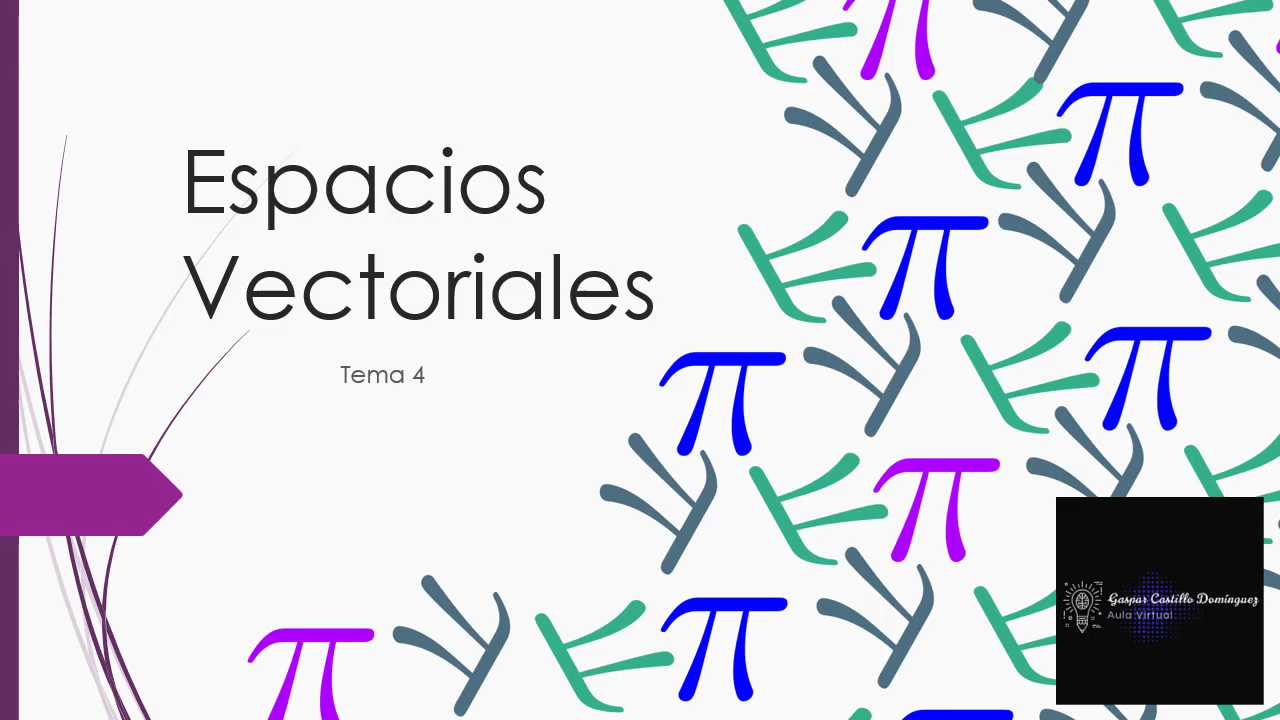 Espacios
Vectoriales
Tema 4
Gaspar Castillo Domínguez
Aula Virtual